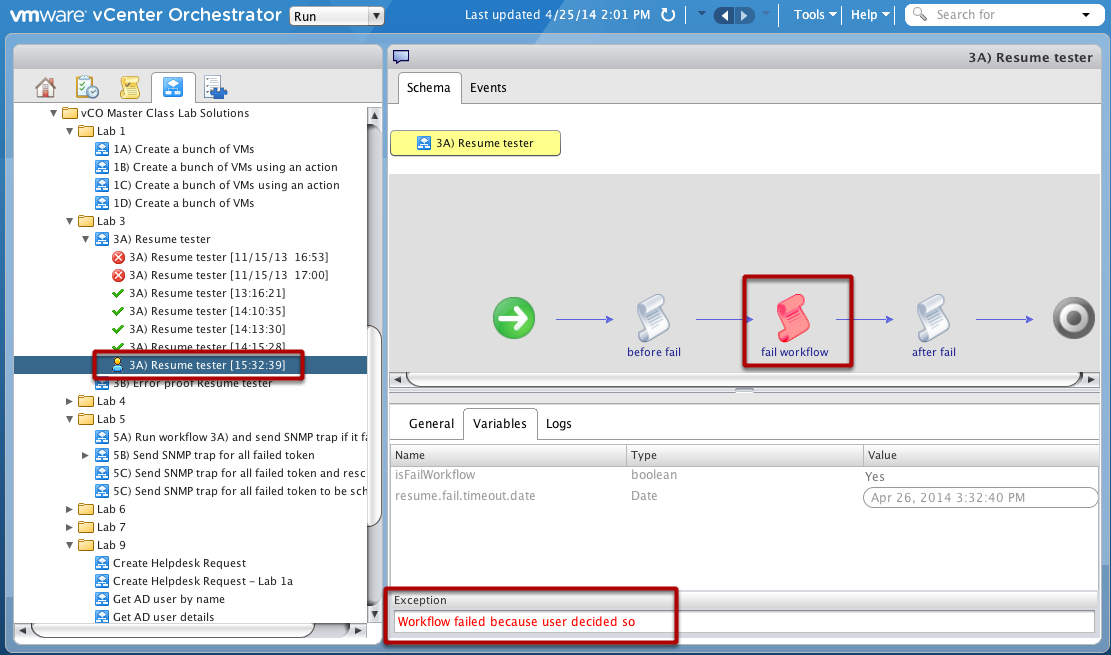 vmware vCenter Orchestrator Run Last updated 4/25/14 2:01 PM Tools Help Search for
3A) Resume tester
Schema Events
3A) Resume tester
vCO Master Class Lab Solutions
Lab 1
1A) Create a bunch of VMs
1B) Create a bunch of VMs using an action
1C) Create a bunch of VMs using an action
1D) Create a bunch of VMs
Lab 3
3A) Resume tester
3A) Resume tester [11/15/13 16:53]
3A) Resume tester [11/15/13 17:00]
3A) Resume tester [13:16:21]
3A) Resume tester [14:10:35]
3A) Resume tester [14:13:30]
3A) Resume tester [14:15:28]
3A) Resume tester [15:32:39]
3B) Error proof Resume tester
Lab 4
Lab 5
5A) Run workflow 3A) and send SNMP trap if it fa
5B) Send SNMP trap for all failed token
5C) Send SNMP trap for all failed token and resc
5C) Send SNMP trap for all failed token to be sch
Lab 6
Lab 7
Lab 9
Create Helpdesk Request
Create Helpdesk Request - Lab 1a
Get AD user by name
Get AD user details
before fail fail workflow after fail
General Variables Logs
Name Type Value
isFailWorkflow boolean Yes
resume.fail.timeout.date Date Apr 26, 2014 3:32:40 PM
Exception
Workflow failed because user decided so